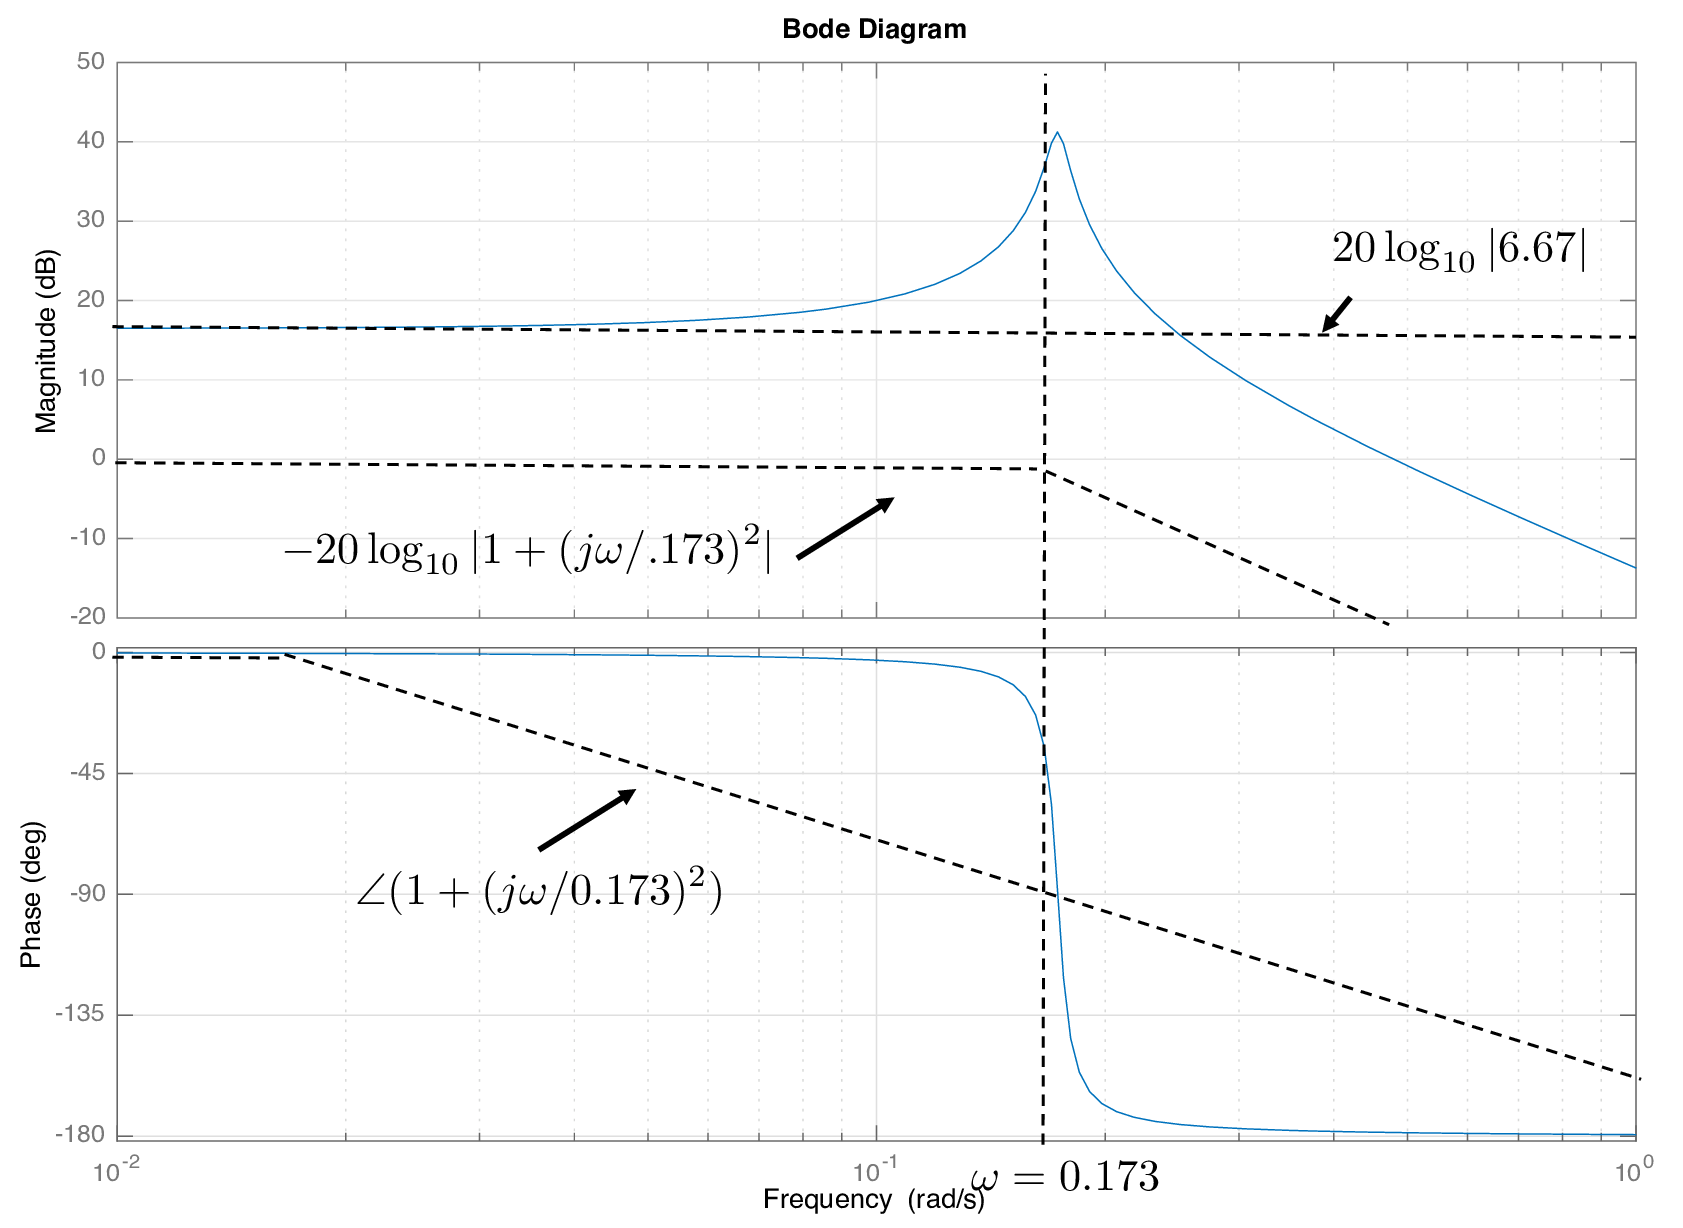 Bode Diagram
50
40
30
20
10
0
-10
-20
Magnitude (dB)
20 log₁₀ |6.67|
−20 log₁₀ |1 + (jω/.173)²|
0
-45
-90
-135
-180
Phase (deg)
∠(1 + (jω/0.173)²)
10⁻² 10⁻¹ 10⁰
ω = 0.173
Frequency (rad/s)